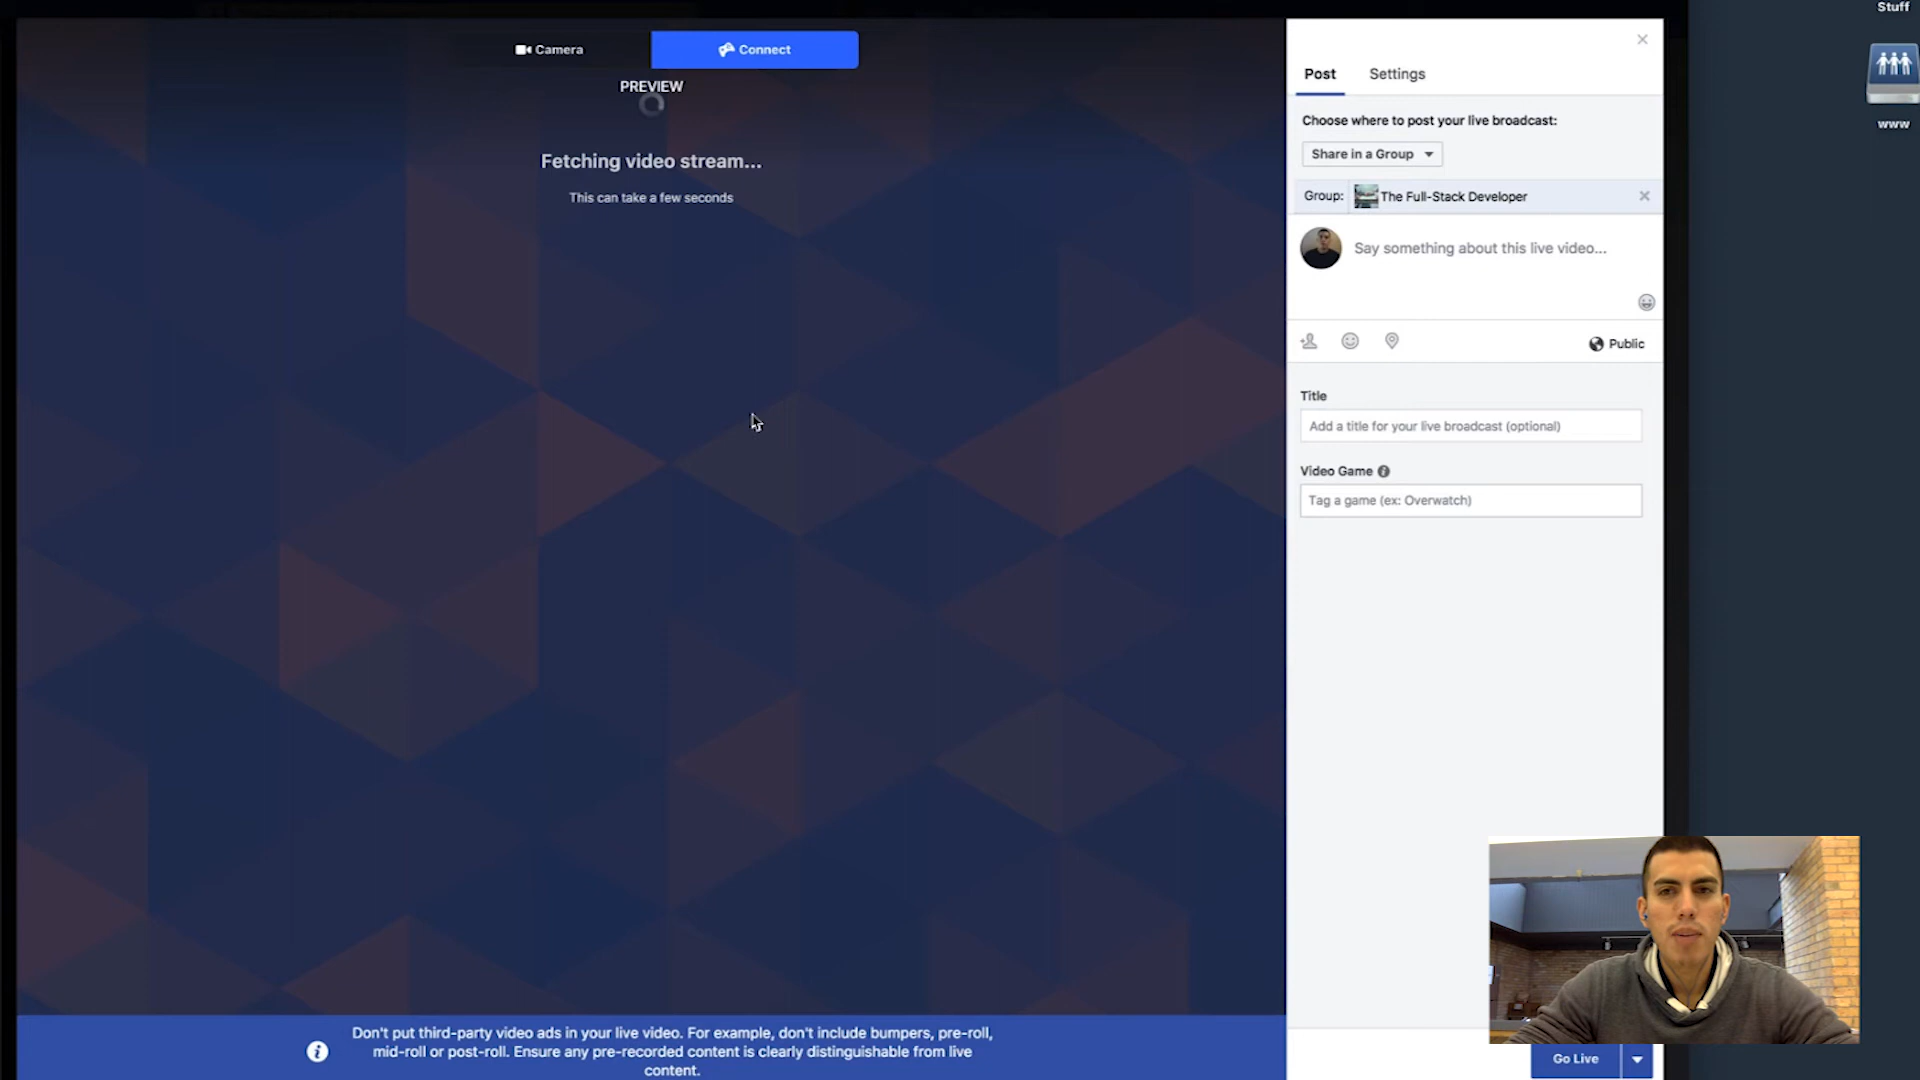 Stuff
www
Camera
Connect
PREVIEW
Fetching video stream...
This can take a few seconds
Don't put third-party video ads in your live video. For example, don't include bumpers, pre-roll,
mid-roll or post-roll. Ensure any pre-recorded content is clearly distinguishable from live
content.
Post
Settings
Choose where to post your live broadcast:
Share in a Group
Group:
The Full-Stack Developer
Say something about this live video...
Public
Title
Add a title for your live broadcast (optional)
Video Game
Tag a game (ex: Overwatch)
Go Live